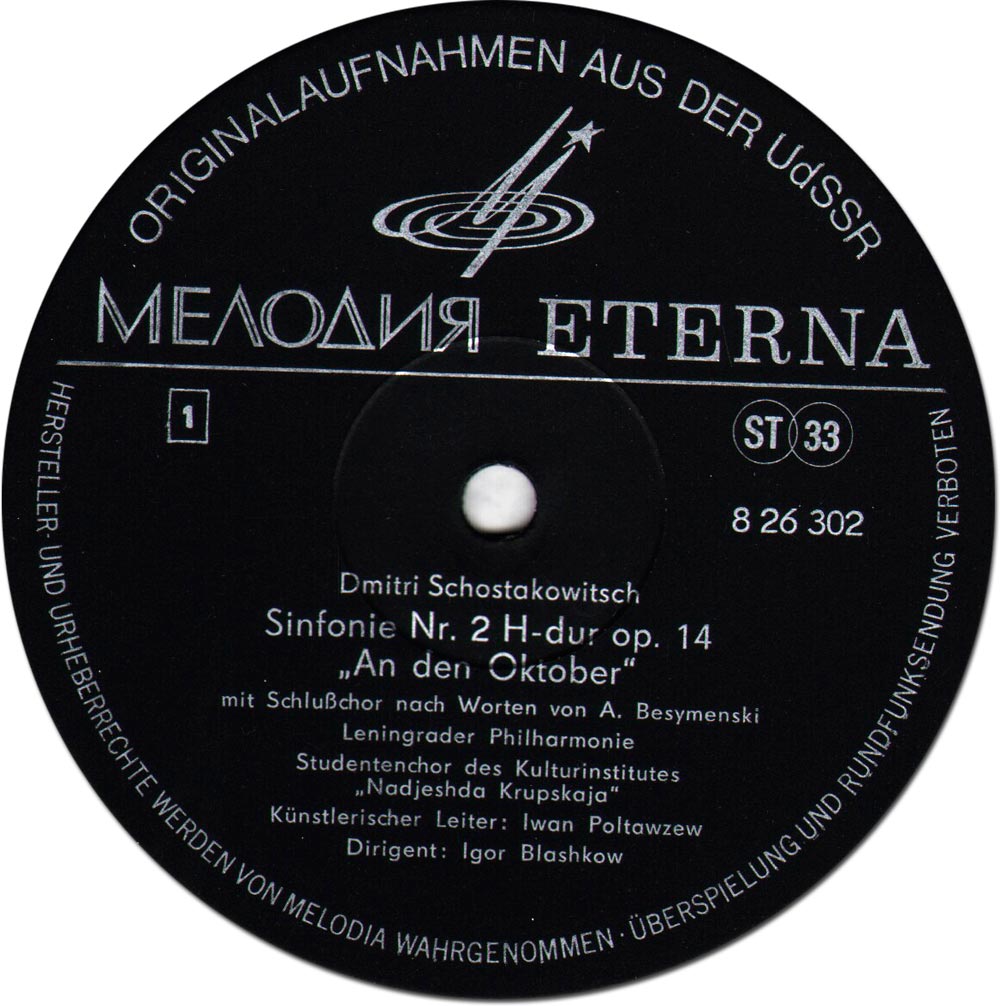 ORIGINALAUFNAHMEN AUS DER UdSSR
МЕЛОДИЯ ETERNA
1
ST 33
8 26 302
Dmitri Schostakowitsch
Sinfonie Nr. 2 H-dur op. 14
„An den Oktober“
mit Schlußchor nach Worten von A. Besymenski
Leningrader Philharmonie
Studentenchor des Kulturinstitutes
„Nadjeshda Krupskaja“
Künstlerischer Leiter: Iwan Poltawzew
Dirigent: Igor Blashkow
HERSTELLER- UND URHEBERRECHTE WERDEN VON MELODIA WAHRGENOMMEN · ÜBERSPIELUNG UND RUNDFUNKSENDUNG VERBOTEN